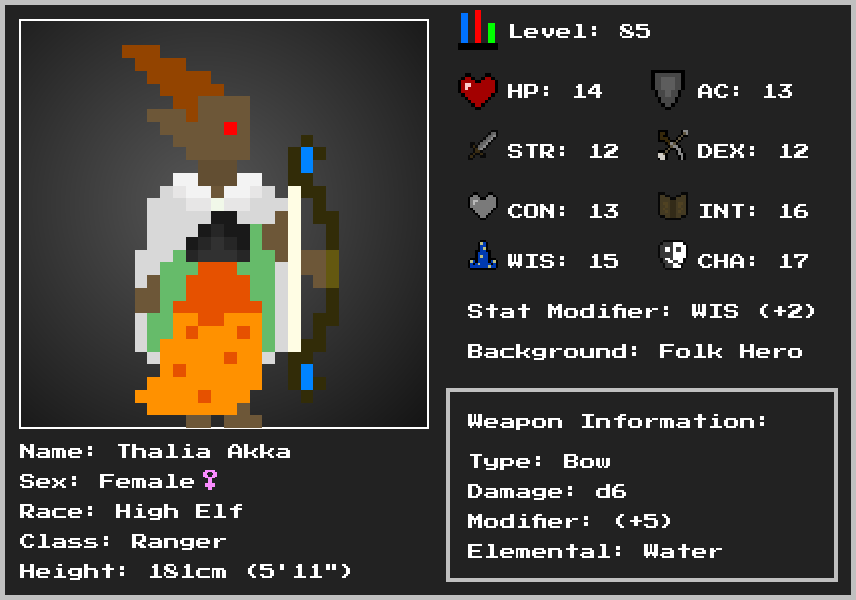 Level: 85
HP: 14 AC: 13
STR: 12 DEX: 12
CON: 13 INT: 16
WIS: 15 CHA: 17
Stat Modifier: WIS (+2)
Background: Folk Hero
Weapon Information:
Type: Bow
Damage: d6
Modifier: (+5)
Elemental: Water
Name: Thalia Akka
Sex: Female♀
Race: High Elf
Class: Ranger
Height: 181cm (5'11")